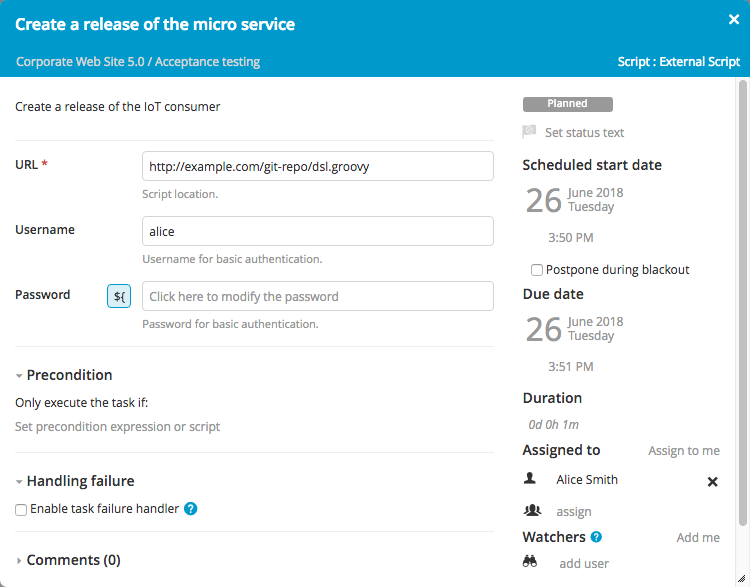 Create a release of the micro service
Corporate Web Site 5.0 / Acceptance testing
Script : External Script
Create a release of the IoT consumer
URL *
http://example.com/git-repo/dsl.groovy
Script location.
Username
alice
Username for basic authentication.
Password
${
Click here to modify the password
Password for basic authentication.
Precondition
Only execute the task if:
Set precondition expression or script
Handling failure
Enable task failure handler ?
Comments (0)
Planned
Set status text
Scheduled start date
26 June 2018
Tuesday
3:50 PM
Postpone during blackout
Due date
26 June 2018
Tuesday
3:51 PM
Duration
0d 0h 1m
Assigned to Assign to me
Alice Smith
assign
Watchers ? Add me
add user